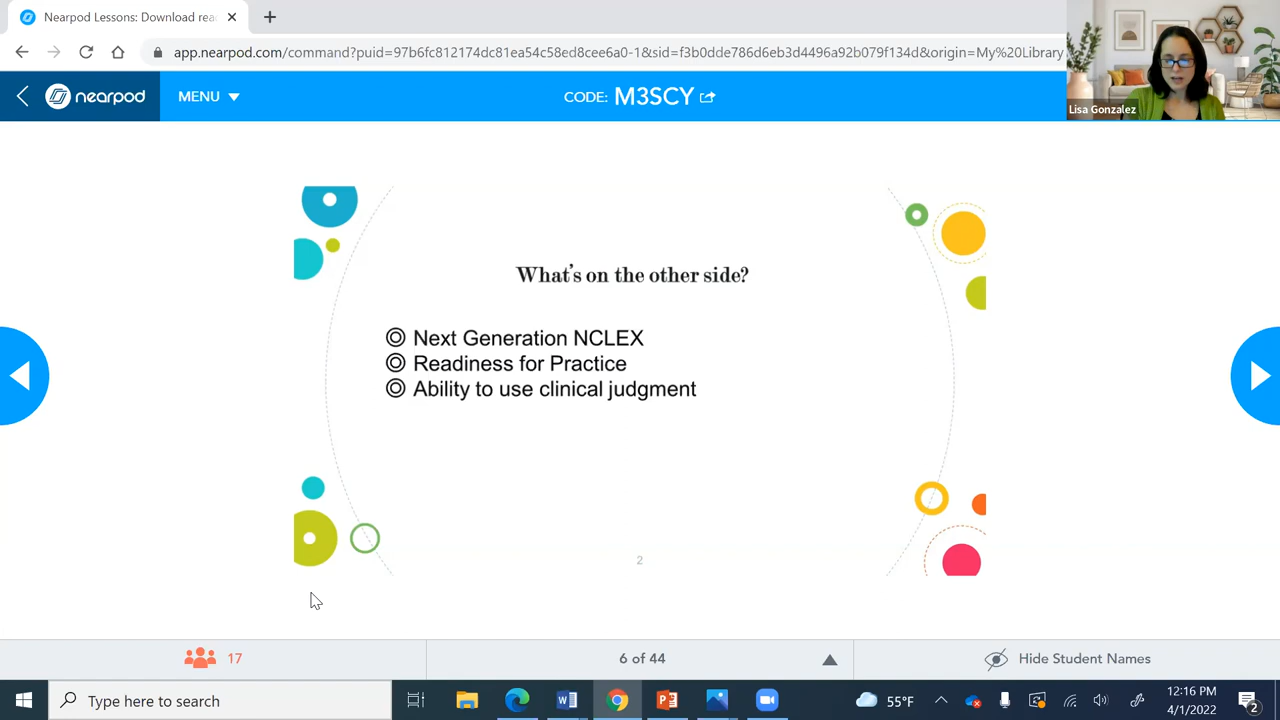 Nearpod Lessons: Download rea
app.nearpod.com/command?puid=97b6fc812174dc81ea54c58ed8cee6a0-1&sid=f3b0dde786d6eb3d4496a92b079f134d&origin=My%20Library
nearpod
MENU
CODE: M3SCY
Lisa Gonzalez
What's on the other side?
Next Generation NCLEX
Readiness for Practice
Ability to use clinical judgment
2
17
6 of 44
Hide Student Names
Type here to search
55°F
12:16 PM
4/1/2022
2